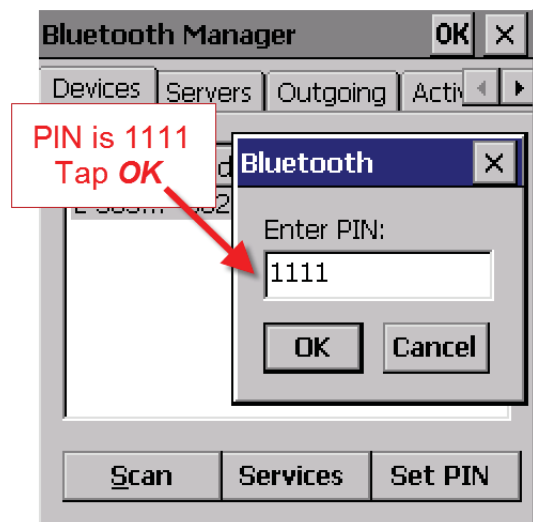 Bluetooth Manager OK
Devices Servers Outgoing
PIN is 1111
Tap OK
Bluetooth
Enter PIN:
1111
OK Cancel
Scan Services Set PIN